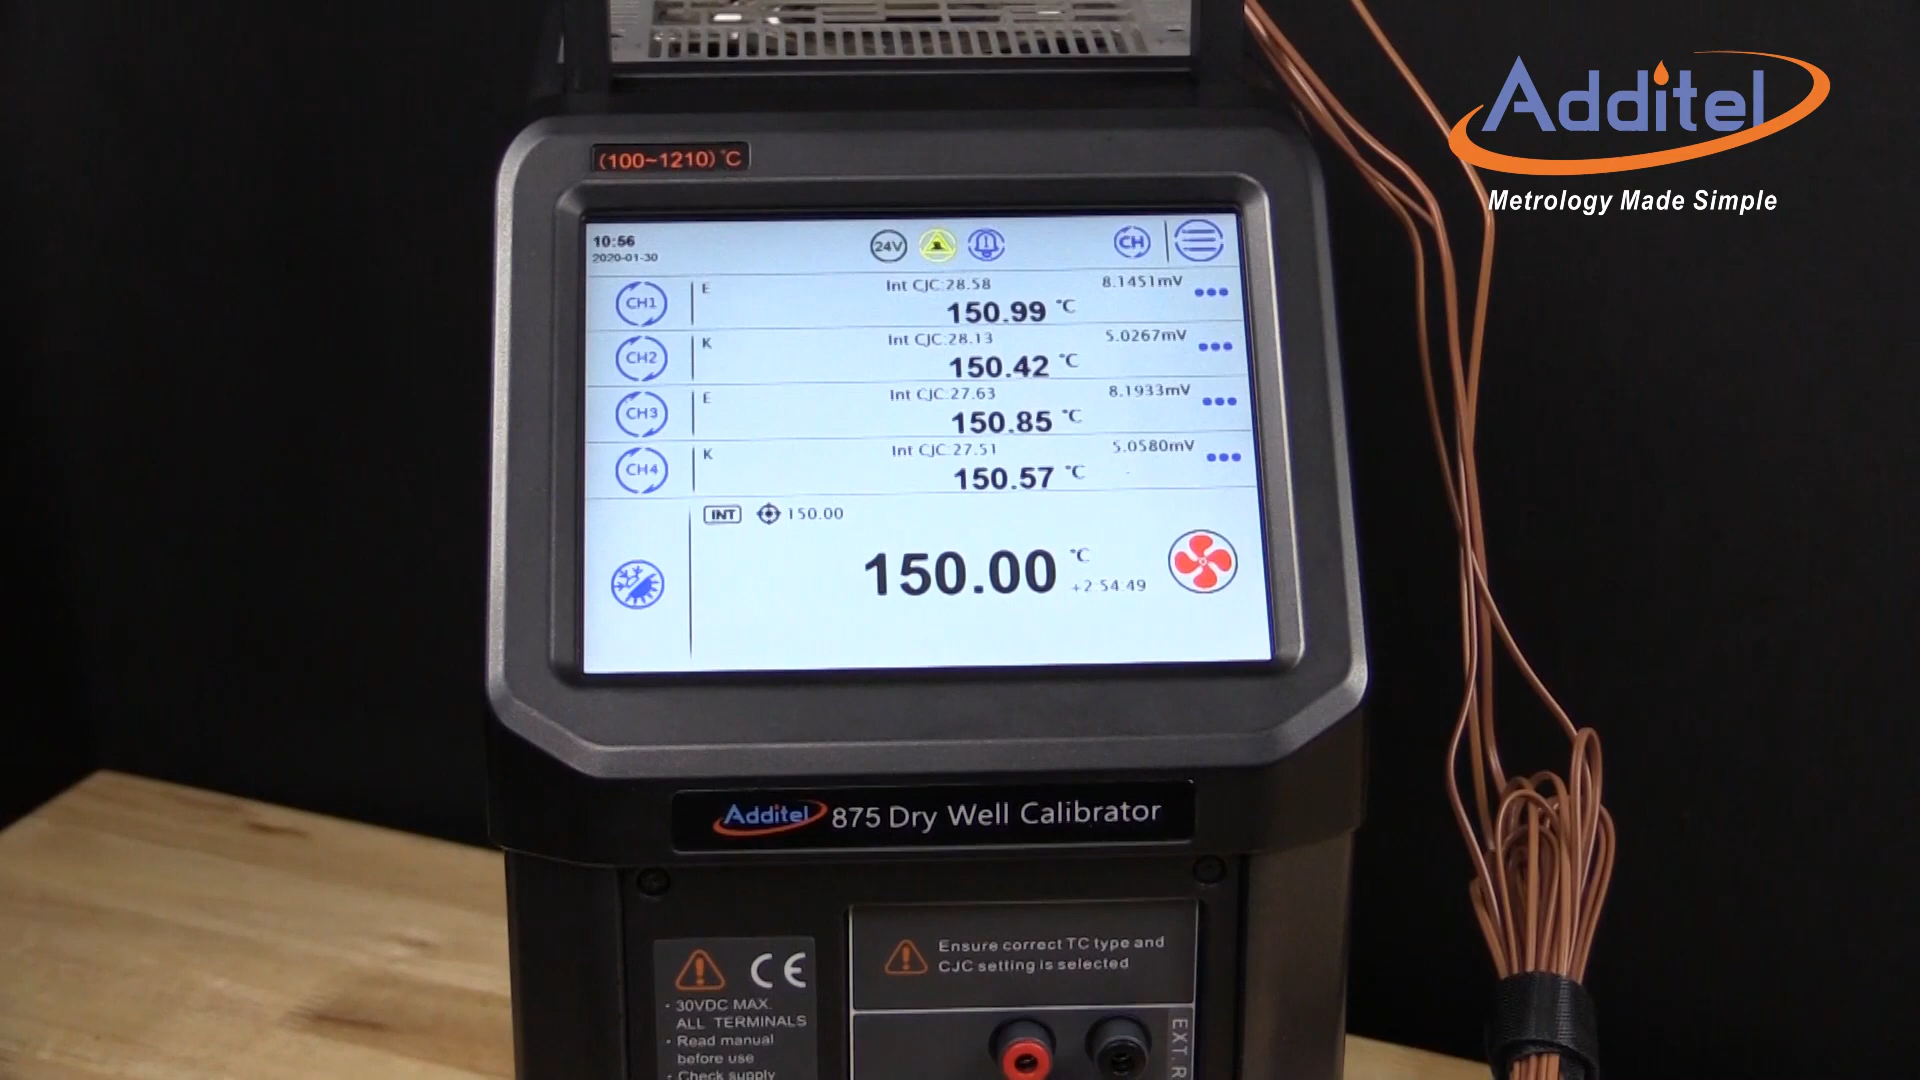 Additel
Metrology Made Simple
(100~1210) °C
10:56
2020-01-30
24V
CH
CH1
E
Int CJC:28.58
8.1451mV
150.99 °C
CH2
K
Int CJC:28.13
5.0267mV
150.42 °C
CH3
E
Int CJC:27.63
8.1933mV
150.85 °C
CH4
K
Int CJC:27.51
5.0580mV
150.57 °C
INT 150.00
150.00 °C
+2:54:49
Additel 875 Dry Well Calibrator
CE
- 30VDC MAX.
ALL TERMINALS
- Read manual
before use
- Check supply
Ensure correct TC type and
CJC setting is selected
EXT.R